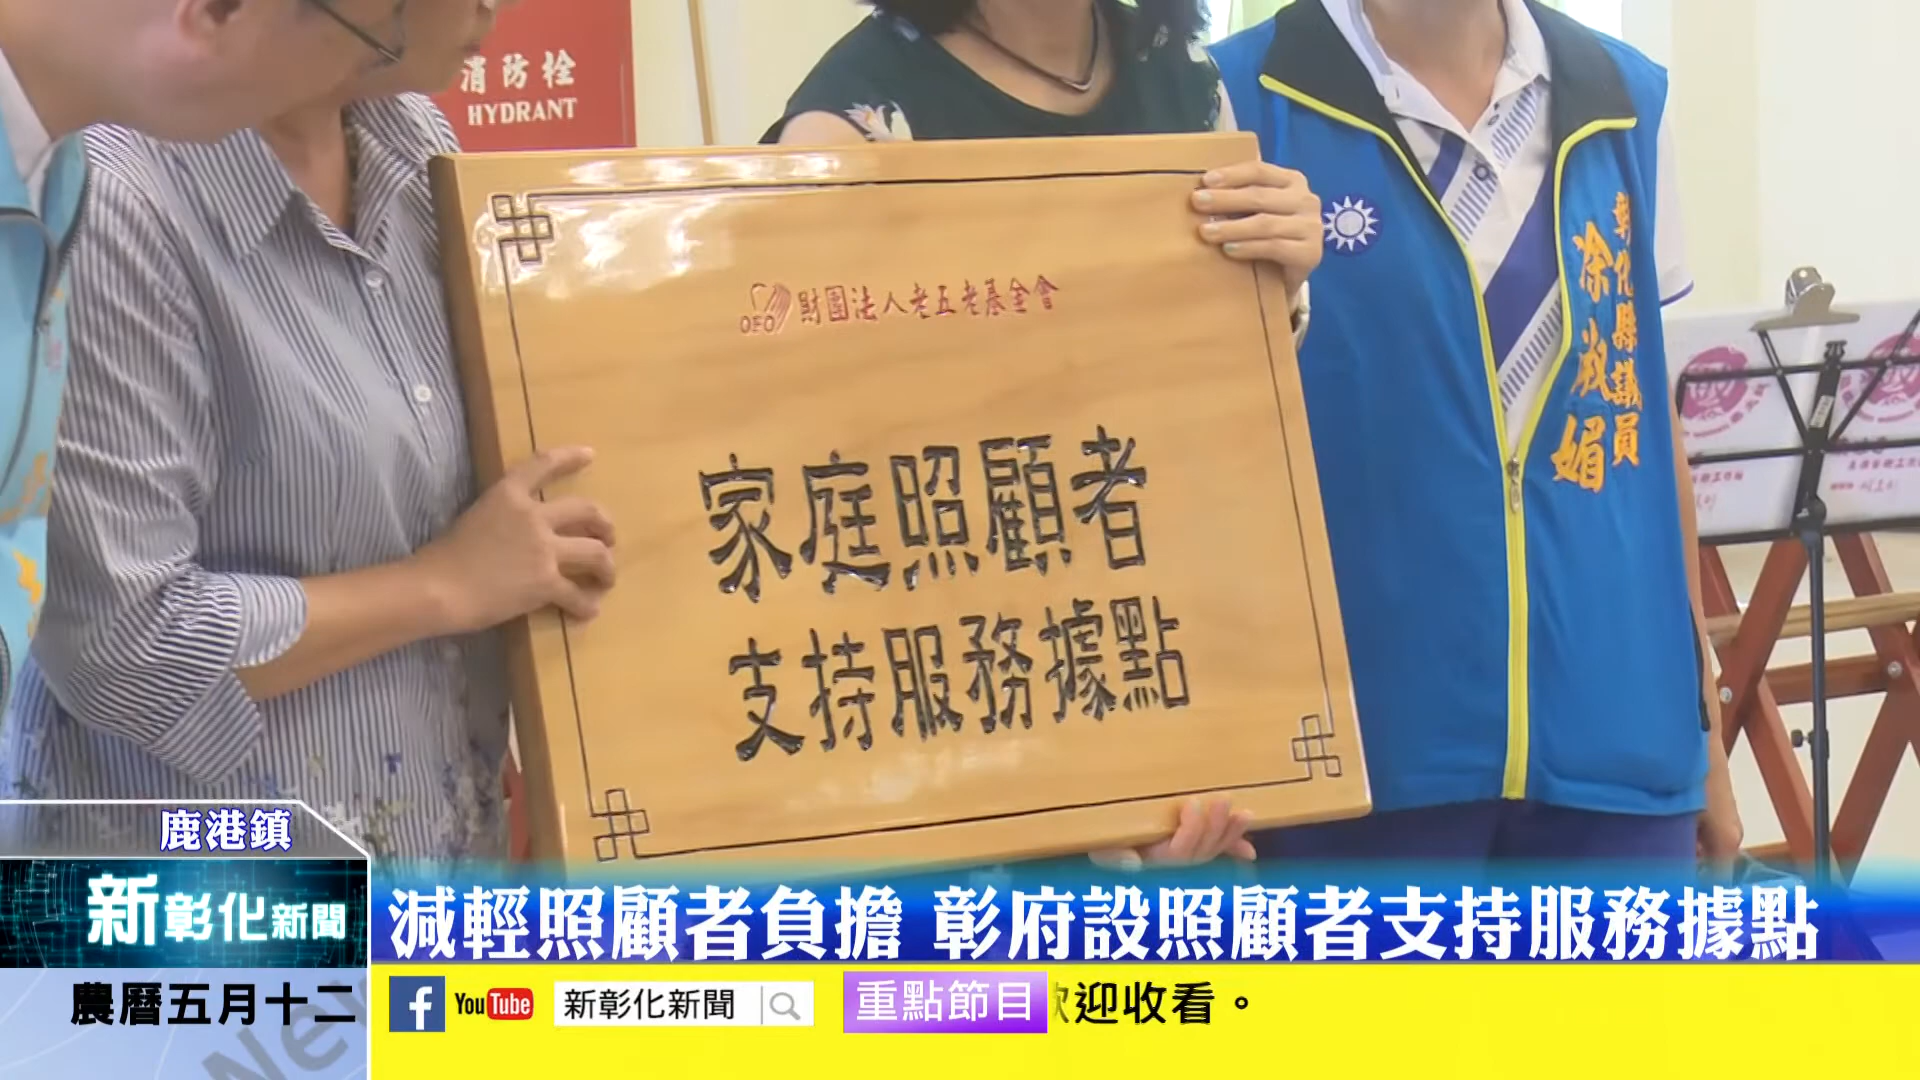 消防栓
HYDRANT
OFO 財團法人老五老基金會
家庭照顧者
支持服務據點
彰化縣議員
凃淑媚
鹿港鎮
新彰化新聞
減輕照顧者負擔 彰府設照顧者支持服務據點
農曆五月十二
YouTube
新彰化新聞
重點節目
迎收看。